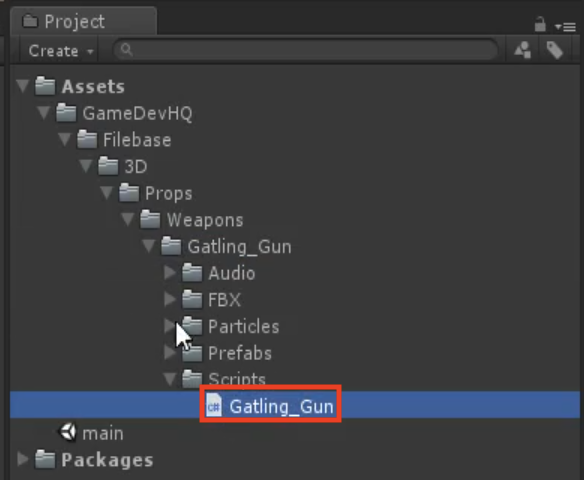 Project
Create
Assets
GameDevHQ
Filebase
3D
Props
Weapons
Gatling_Gun
Audio
FBX
Particles
Prefabs
Scripts
C# Gatling_Gun
main
Packages